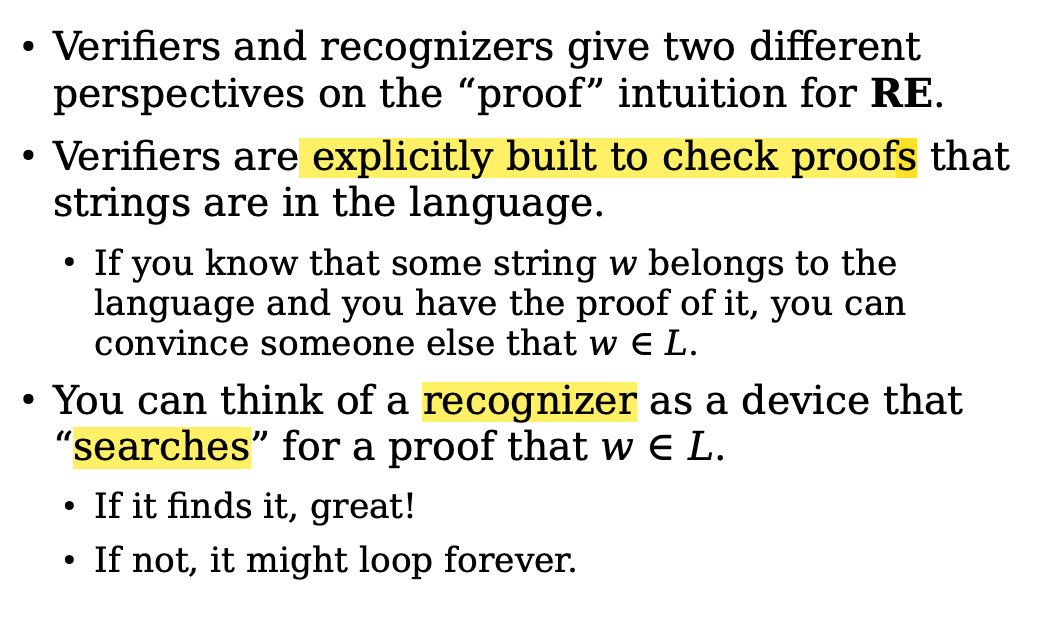 • Verifiers and recognizers give two different
perspectives on the “proof” intuition for RE.
• Verifiers are explicitly built to check proofs that
strings are in the language.
• If you know that some string w belongs to the
language and you have the proof of it, you can
convince someone else that w ∈ L.
• You can think of a recognizer as a device that
“searches” for a proof that w ∈ L.
• If it finds it, great!
• If not, it might loop forever.